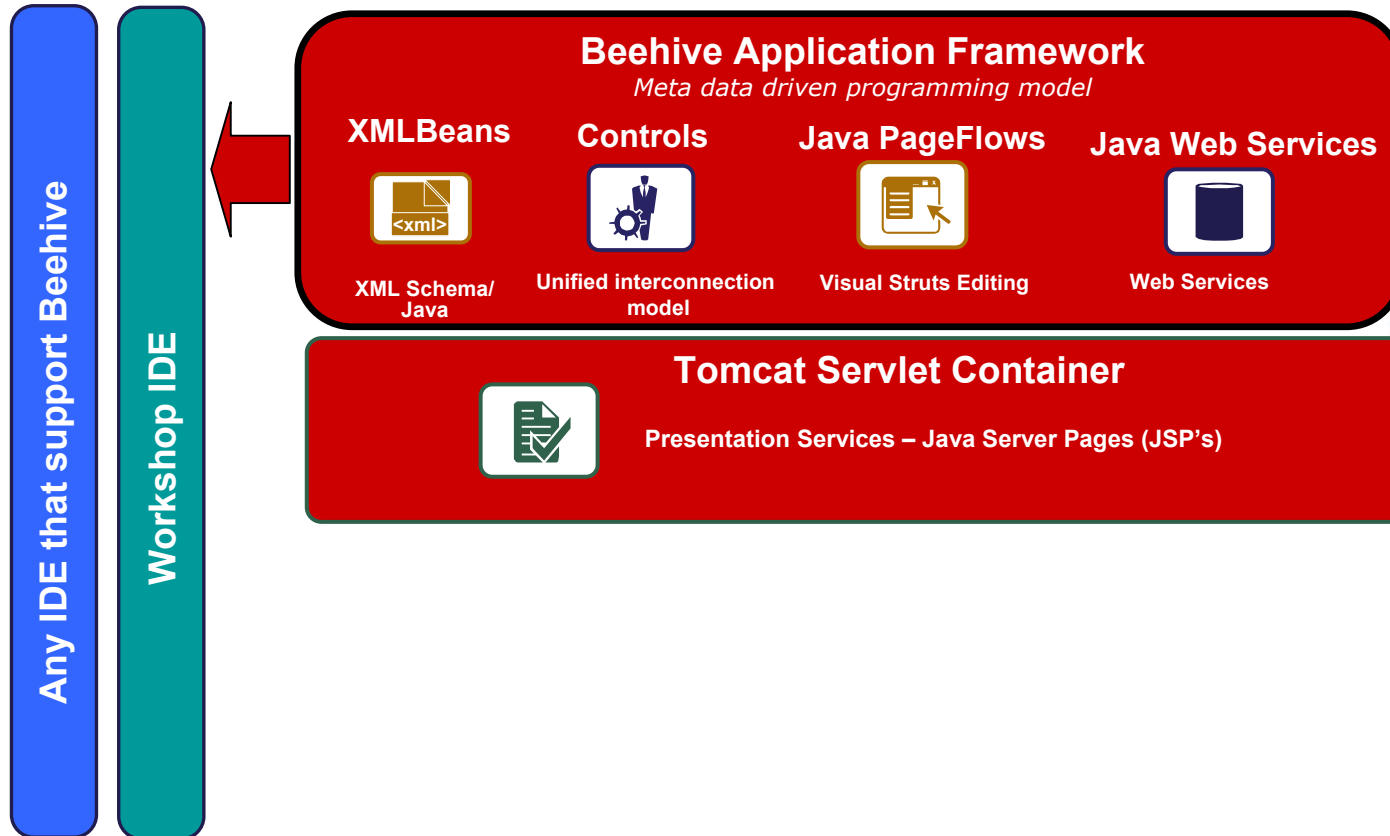 Any IDE that support Beehive
Workshop IDE
Beehive Application Framework
Meta data driven programming model
XMLBeans
Controls
Java PageFlows
Java Web Services
<xml>
XML Schema/
Java
Unified interconnection
model
Visual Struts Editing
Web Services
Tomcat Servlet Container
Presentation Services – Java Server Pages (JSP's)